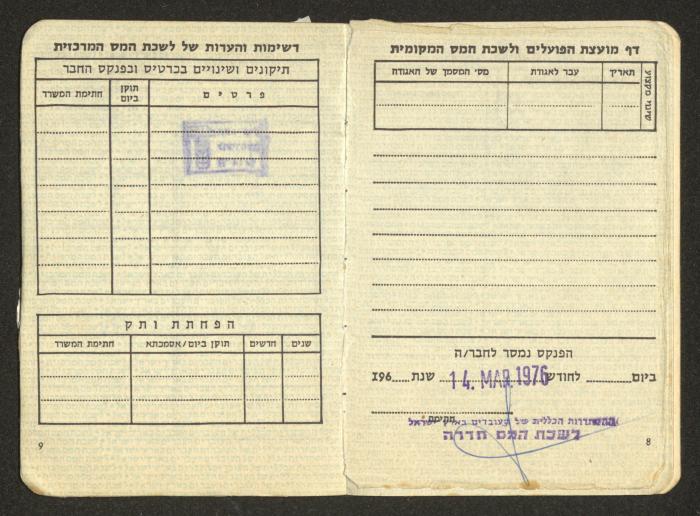 דף מועצת הפועלים ולשכת המס המקומית
שינוי מקצוע
תאריך
עבר לאגודת
מס׳ המסמך של האגודה
הפנקס נמסר לחבר/ה
ביום לחודש 14. MAR. 1976 שנת 196
חתימה
ההסתדרות הכללית של העובדים בארץ ישראל
לשכת המס חדרה
8
רשימות והערות של לשכת המס המרכזית
תיקונים ושינויים בכרטיס ובפנקס החבר
פרטים
תוקן ביום
חתימת המשרד
הפחתת ותק
שנים
חדשים
תוקן ביום/אסמכתא
חתימת המשרד
9